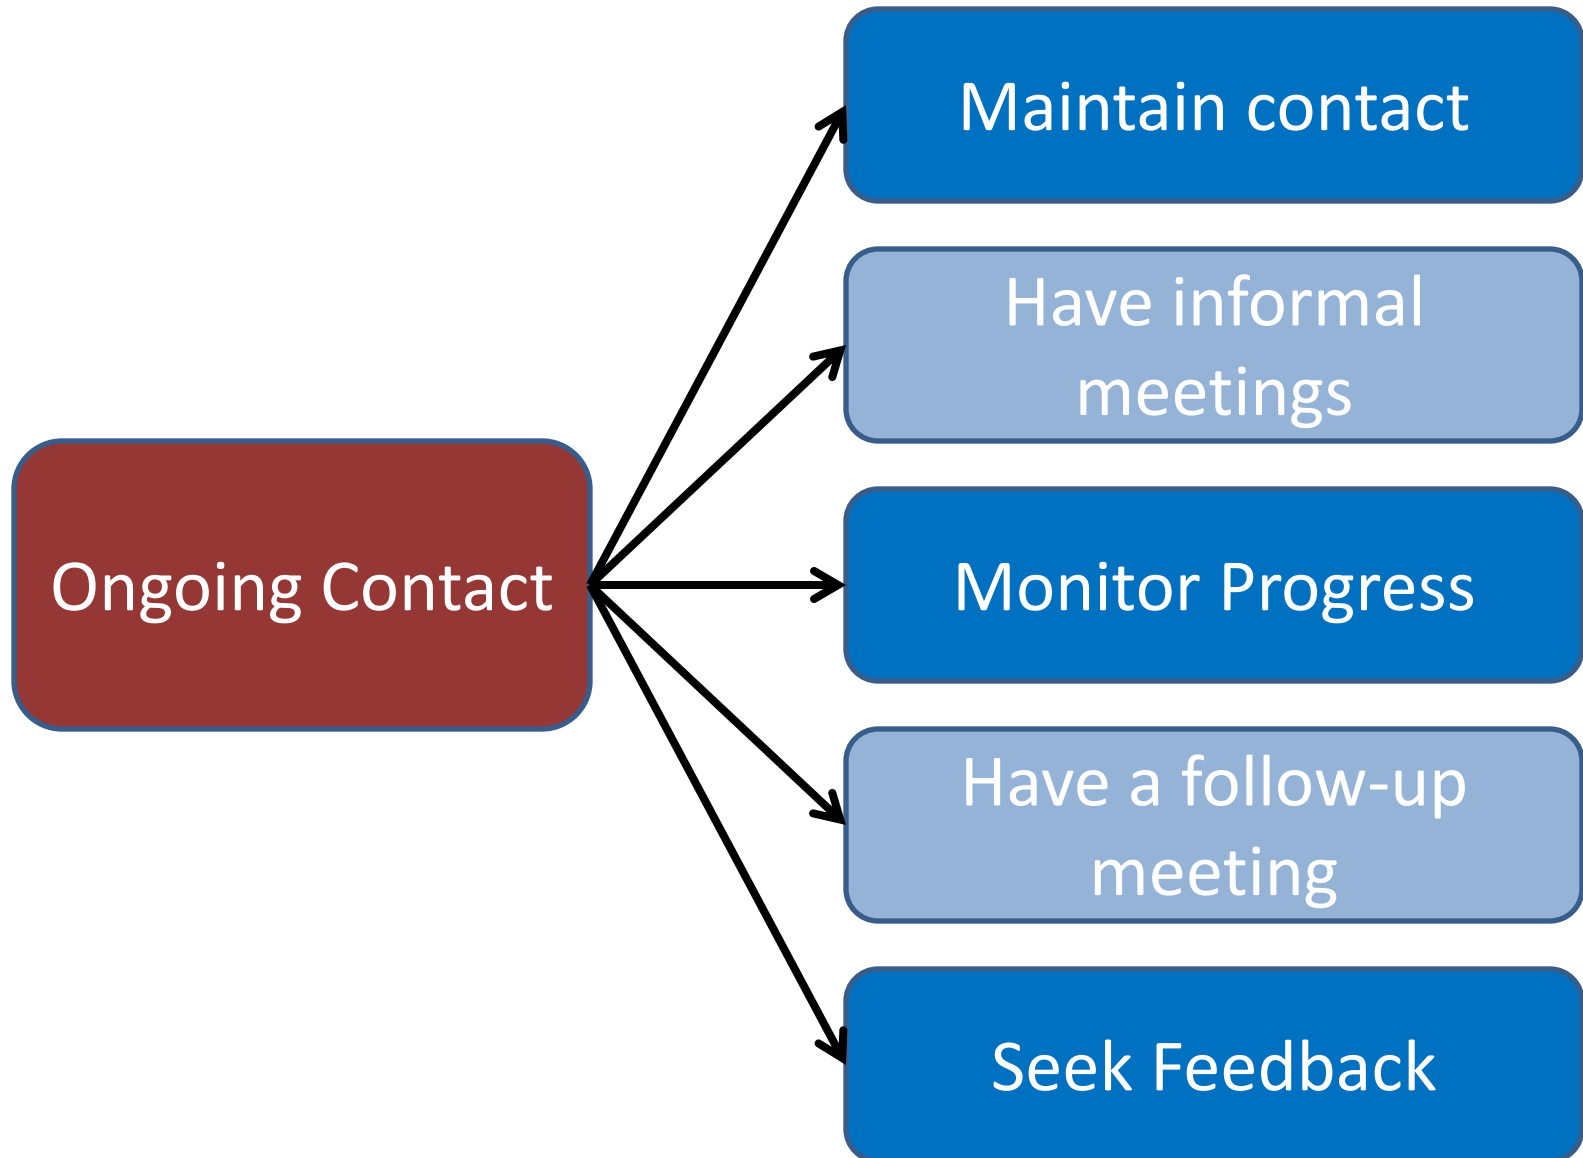 Maintain contact
Have informal
meetings
Ongoing Contact
Monitor Progress
Have a follow-up
meeting
Seek Feedback